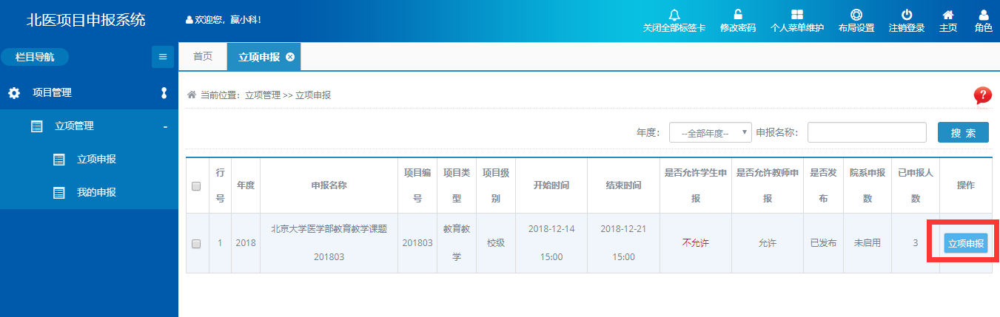 北医项目申报系统
欢迎您，赢小科！
关闭全部标签卡
修改密码
个人菜单维护
布局设置
注销登录
主页
角色
栏目导航
项目管理
立项管理
-
立项申报
我的申报
首页
立项申报
当前位置：立项管理 >> 立项申报
?
年度：
--全部年度--
申报名称：
搜 索
行
号
年度
申报名称
项目编
号
项目类
型
项目级
别
开始时间
结束时间
是否允许学生申
报
是否允许教师申
报
是否发
布
院系申报
数
已申报人
数
操作
1
2018
北京大学医学部教育教学课题
201803
201803
教育教
学
校级
2018-12-14
15:00
2018-12-21
15:00
不允许
允许
已发布
未启用
3
立项申报